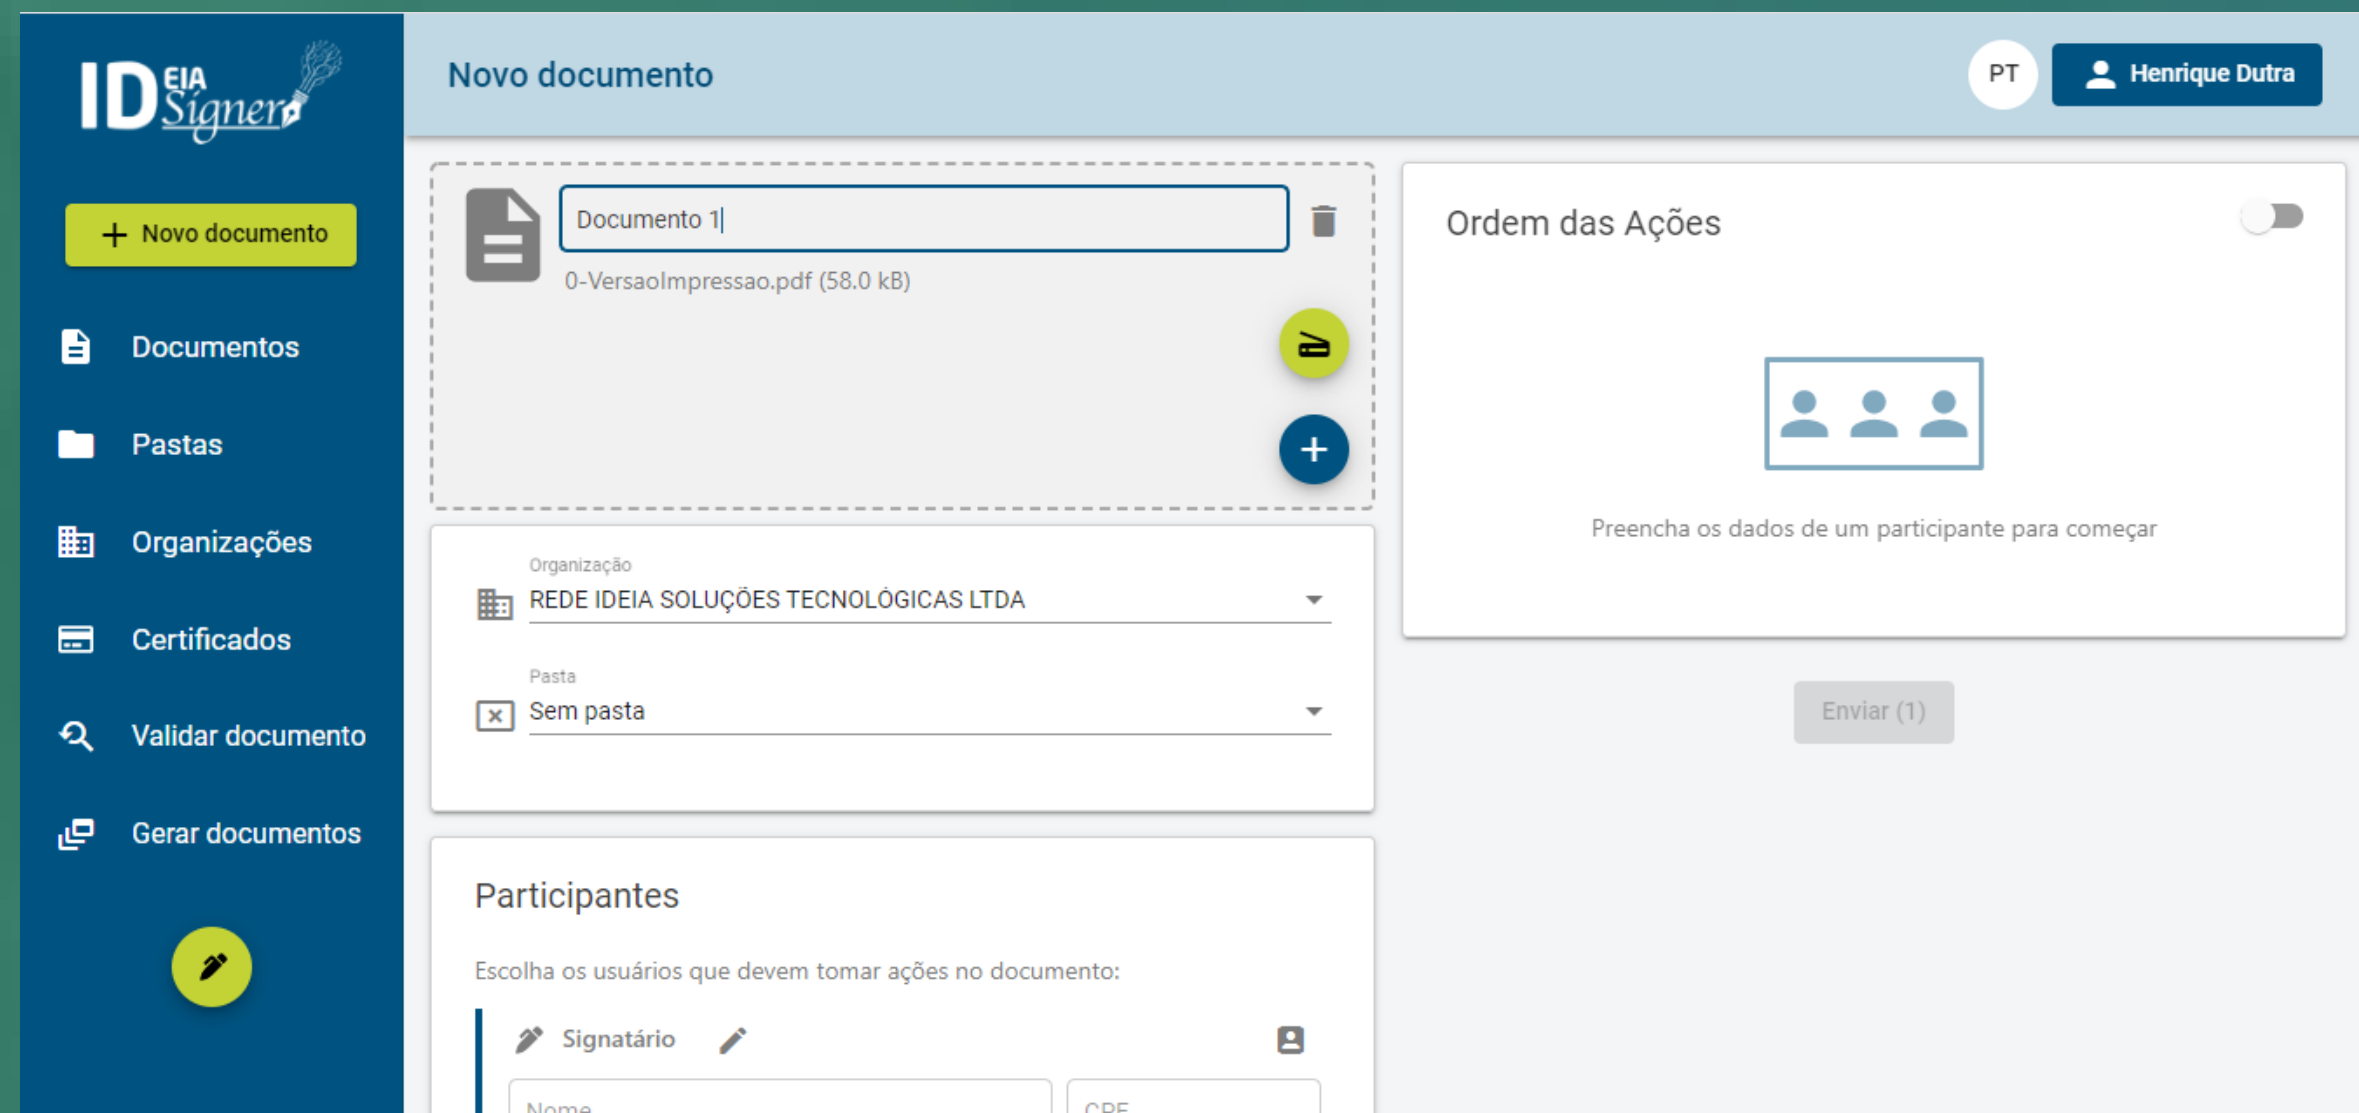 IDEIA
Signer
Novo documento
PT
Henrique Dutra
+ Novo documento
Documentos
Pastas
Organizações
Certificados
Validar documento
Gerar documentos
Documento 1
0-VersaoImpressao.pdf (58.0 kB)
Organização
REDE IDEIA SOLUÇÕES TECNOLÓGICAS LTDA
Pasta
Sem pasta
Participantes
Escolha os usuários que devem tomar ações no documento:
Signatário
Nome
CPF
Ordem das Ações
Preencha os dados de um participante para começar
Enviar (1)